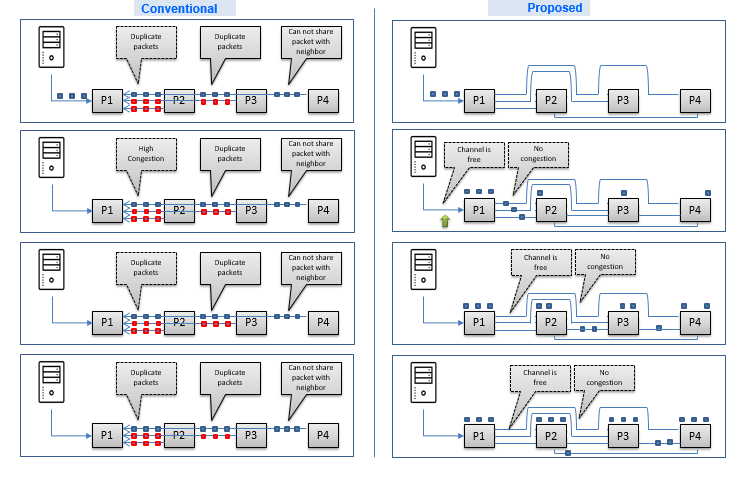 Conventional
Proposed
Duplicate
packets
Duplicate
packets
Can not share
packet with
neighbor
P1
P2
P3
P4
P1
P2
P3
P4
High
Congestion
Duplicate
packets
Can not share
packet with
neighbor
P1
P2
P3
P4
Channel is
free
No
congestion
P1
P2
P3
P4
Duplicate
packets
Duplicate
packets
Can not share
packet with
neighbor
P1
P2
P3
P4
Channel is
free
No
congestion
P1
P2
P3
P4
Duplicate
packets
Duplicate
packets
Can not share
packet with
neighbor
P1
P2
P3
P4
Channel is
free
No
congestion
P1
P2
P3
P4